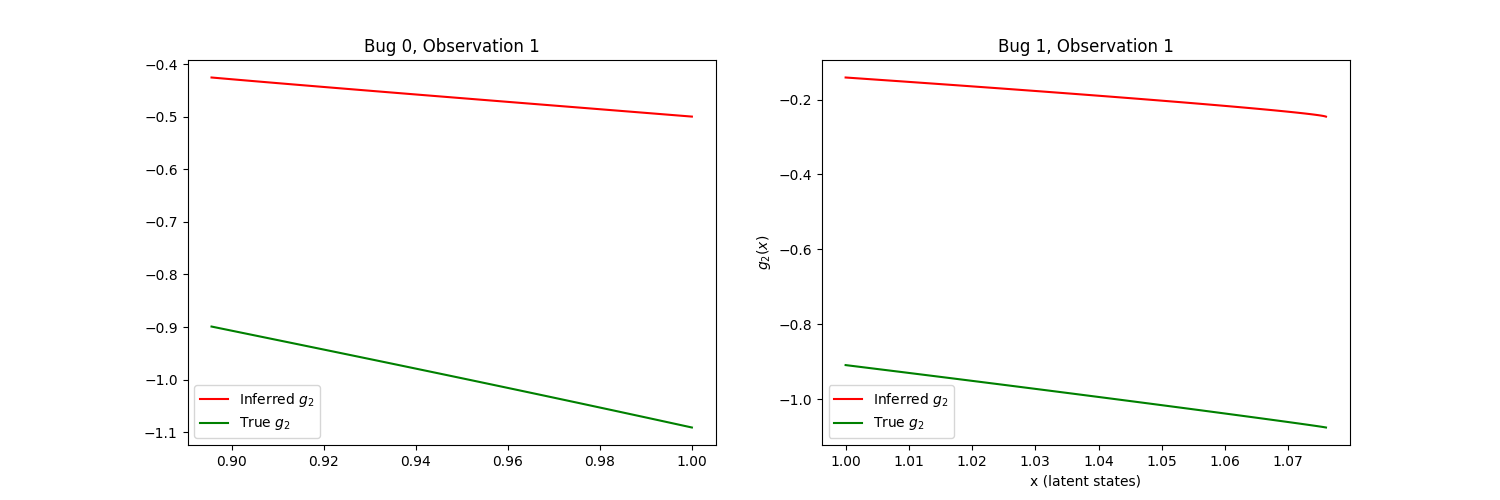 Bug 0, Observation 1
−0.4
−0.5
−0.6
−0.7
−0.8
−0.9
−1.0
−1.1
Inferred g₂
True g₂
0.90 0.92 0.94 0.96 0.98 1.00
Bug 1, Observation 1
g₂(x)
−0.2
−0.4
−0.6
−0.8
−1.0
Inferred g₂
True g₂
1.00 1.01 1.02 1.03 1.04 1.05 1.06 1.07
x (latent states)